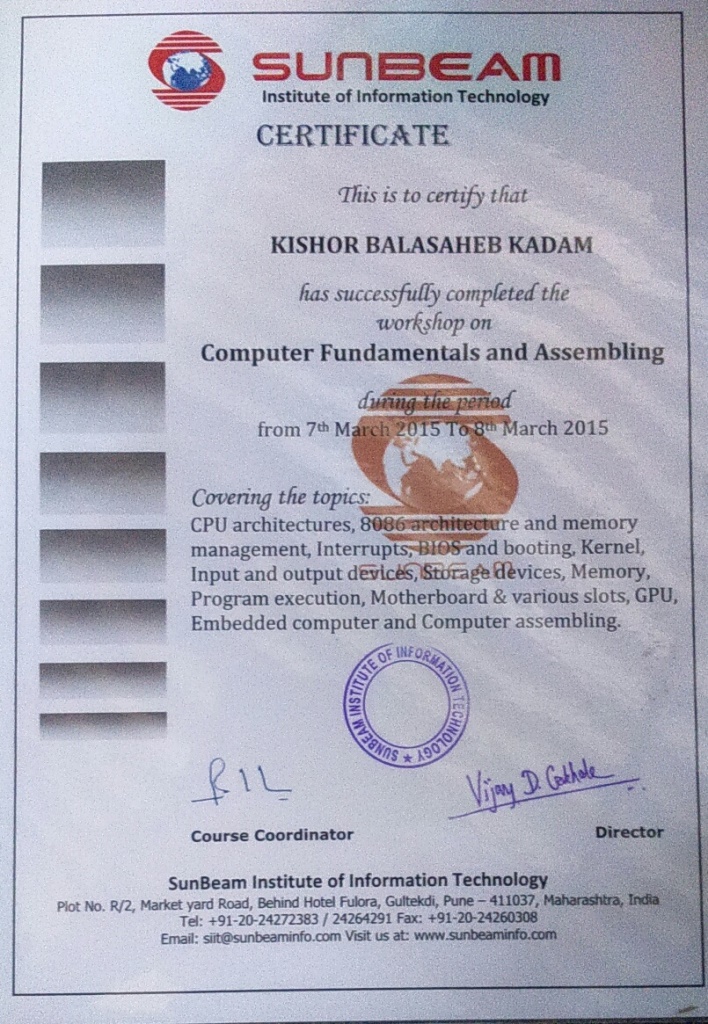 SUNBEAM
Institute of Information Technology
CERTIFICATE
This is to certify that
KISHOR BALASAHEB KADAM
has successfully completed the
workshop on
Computer Fundamentals and Assembling
during the period
from 7th March 2015 To 8th March 2015
Covering the topics:
CPU architectures, 8086 architecture and memory
management, Interrupts, BIOS and booting, Kernel,
Input and output devices, Storage devices, Memory,
Program execution, Motherboard & various slots, GPU,
Embedded computer and Computer assembling.
SUNBEAM
SUNBEAM INSTITUTE OF INFORMATION TECHNOLOGY ★
Vijay D. Gokhale
Course Coordinator
Director
SunBeam Institute of Information Technology
Plot No. R/2, Market yard Road, Behind Hotel Fulora, Gultekdi, Pune – 411037, Maharashtra, India
Tel: +91-20-24272383 / 24264291 Fax: +91-20-24260308
Email: siit@sunbeaminfo.com Visit us at: www.sunbeaminfo.com